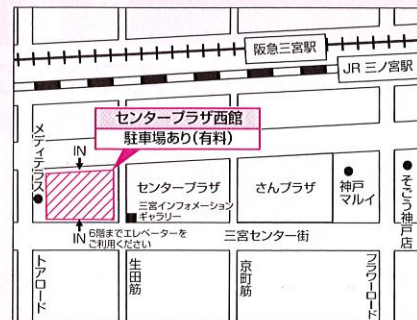 阪急三宮駅
JR 三ノ宮駅
センタープラザ西館
駐車場あり(有料)
メディテラス
IN
センタープラザ
さんプラザ
神戸
マルイ
そごう神戸店
三宮インフォメーション
ギャラリー
IN
6階までエレベーターを
ご利用ください
三宮センター街
トアロード
生田筋
京町筋
フラワーロード